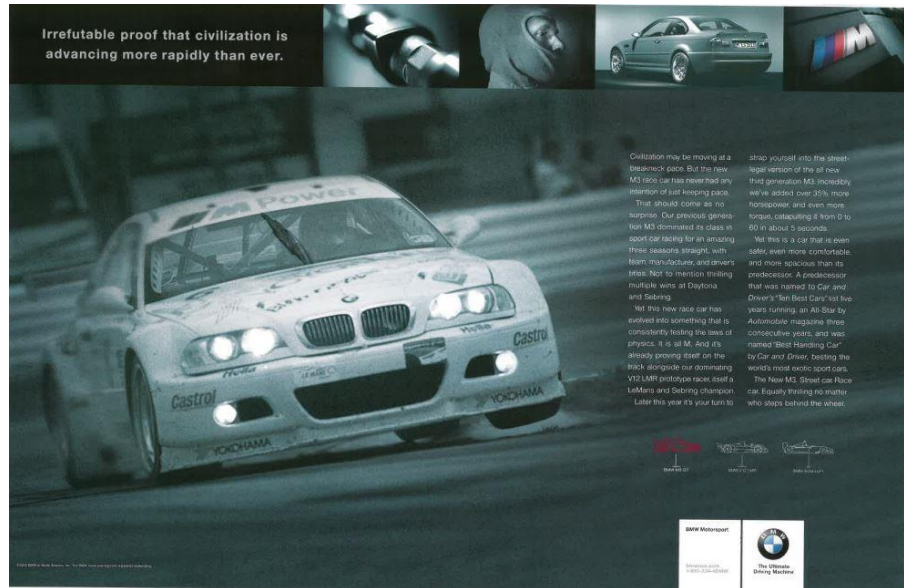 Irrefutable proof that civilization is
advancing more rapidly than ever.
M
M Power
Hella
Hella
Castrol
Castrol
YOKOHAMA
YOKOHAMA
LE MANS
Civilization may be moving at a
breakneck pace. But the new
M3 race car has never had any
intention of just keeping pace.
That should come as no
surprise. Our previous genera-
tion M3 dominated its class in
sport car racing for an amazing
three seasons straight, with
team, manufacturer, and driver's
titles. Not to mention thrilling
multiple wins at Daytona
and Sebring.
Yet this new race car has
evolved into something that is
consistently testing the laws of
physics. It is all M. And it's
already proving itself on the
track alongside our dominating
V12 LMR prototype racer, itself a
LeMans and Sebring champion.
Later this year it's your turn to
strap yourself into the street-
legal version of the all new
third generation M3. Incredibly,
we've added over 35% more
horsepower, and even more
torque, catapulting it from 0 to
60 in about 5 seconds.
Yet this is a car that is even
safer, even more comfortable,
and more spacious than its
predecessor. A predecessor
that was named to Car and
Driver's "Ten Best Cars" list five
years running, an All-Star by
Automobile magazine three
consecutive years, and was
named "Best Handling Car"
by Car and Driver, besting the
world's most exotic sport cars.
The New M3. Street car. Race
car. Equally thrilling no matter
who steps behind the wheel.
BMW Motorsport
BMW
The Ultimate
Driving Machine